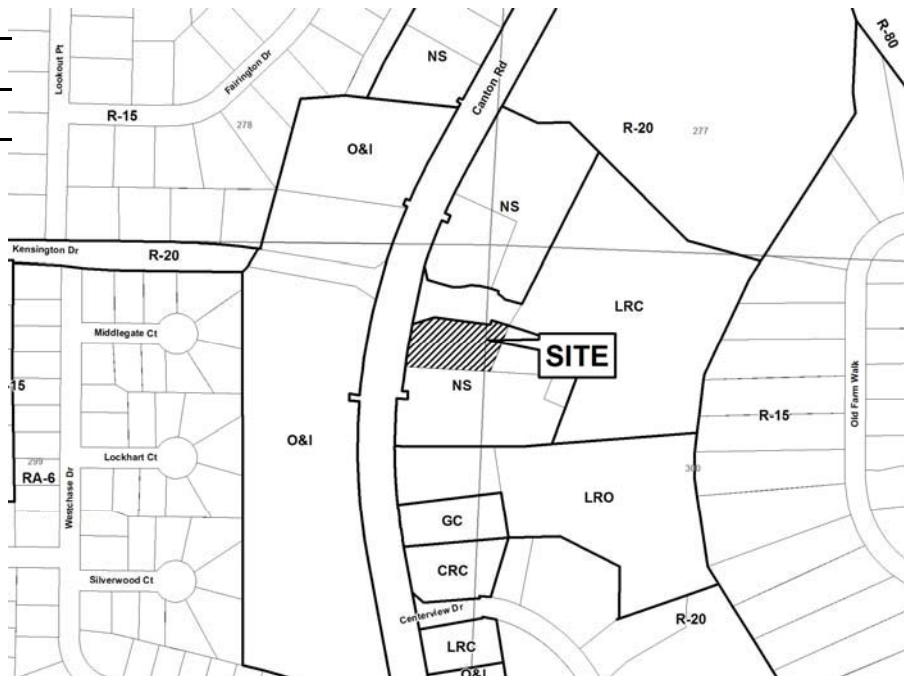 R-80
NS
Lookout Pt
Fairington Dr
Canton Rd
R-15
278
R-20
277
O&I
NS
Kensington Dr
R-20
LRC
Middlegate Ct
SITE
-15
NS
Old Farm Walk
R-15
O&I
Lockhart Ct
299
RA-6
Westchase Dr
300
LRO
GC
CRC
Silverwood Ct
Centerview Dr
R-20
LRC
O&I